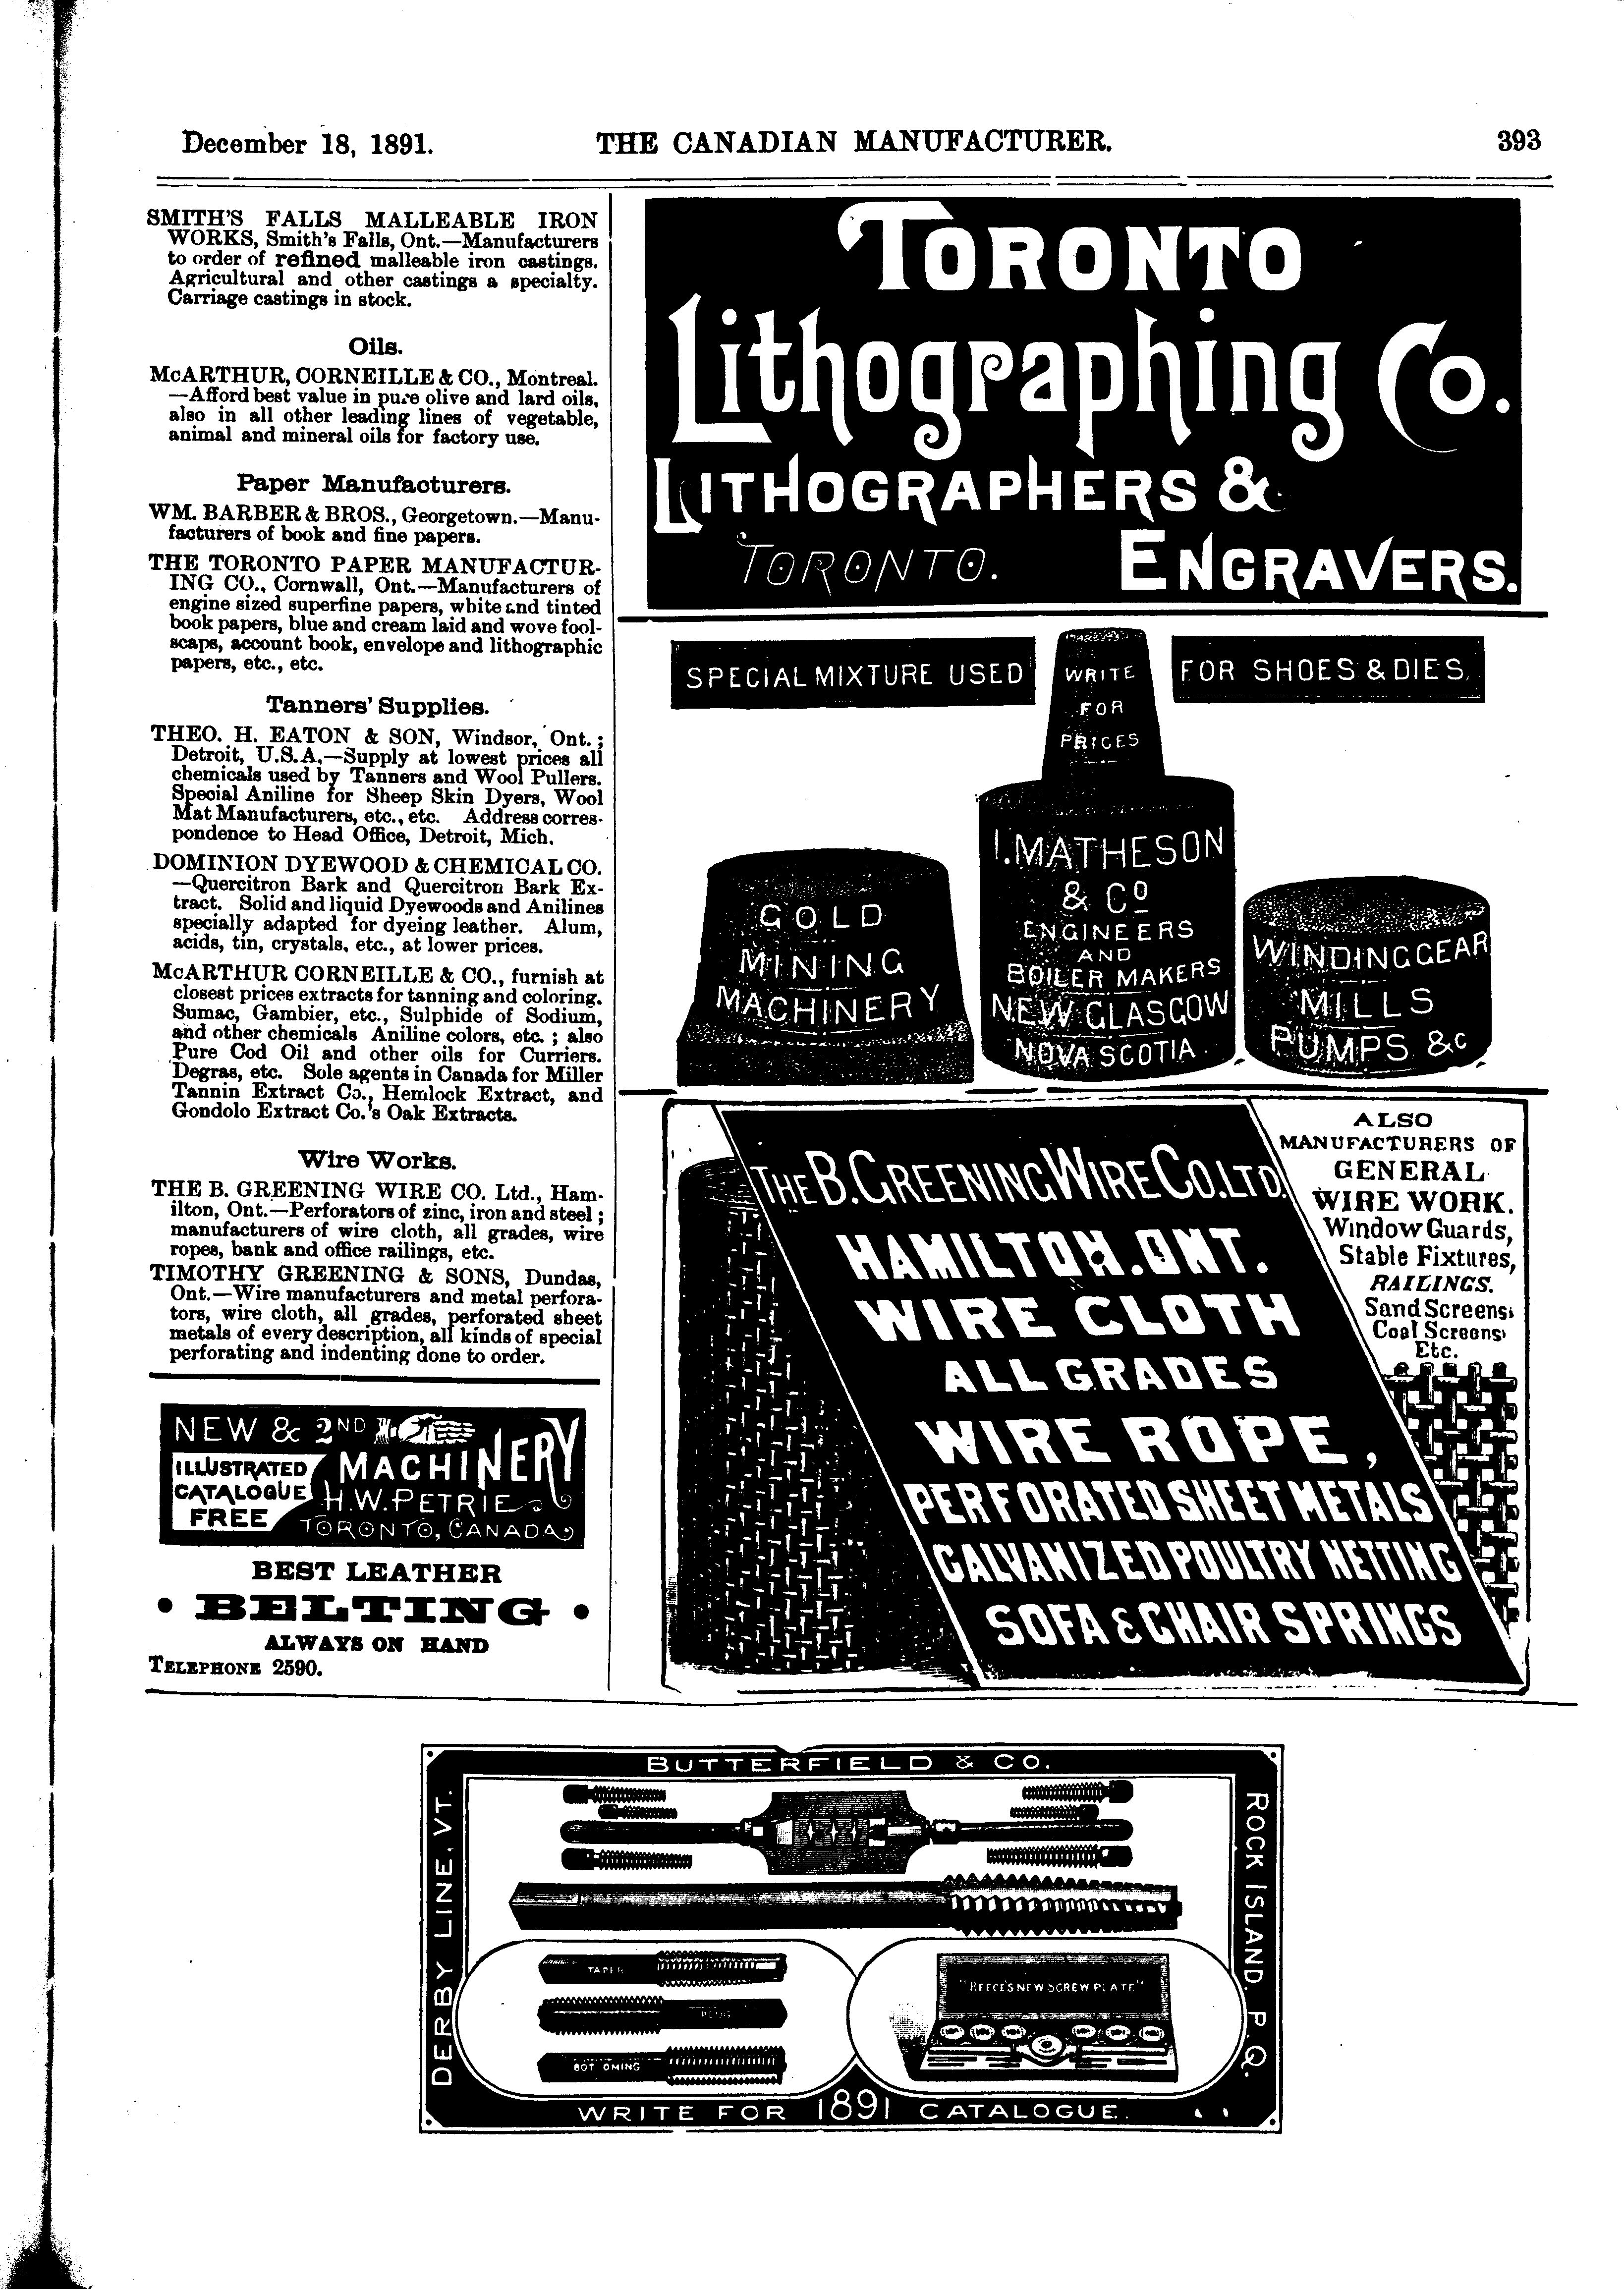 December 18, 1891.
THE CANADIAN MANUFACTURER.
393
SMITH'S FALLS MALLEABLE IRON
WORKS, Smith's Falls, Ont.—Manufacturers
to order of refined malleable iron castings.
Agricultural and other castings a specialty.
Carriage castings in stock.
Oils.
McARTHUR, CORNEILLE & CO., Montreal.
—Afford best value in pure olive and lard oils,
also in all other leading lines of vegetable,
animal and mineral oils for factory use.
Paper Manufacturers.
WM. BARBER & BROS., Georgetown.—Manu-
facturers of book and fine papers.
THE TORONTO PAPER MANUFACTUR-
ING CO., Cornwall, Ont.—Manufacturers of
engine sized superfine papers, white and tinted
book papers, blue and cream laid and wove fool-
scaps, account book, envelope and lithographic
papers, etc., etc.
Tanners' Supplies.
THEO. H. EATON & SON, Windsor, Ont.;
Detroit, U.S.A.—Supply at lowest prices all
chemicals used by Tanners and Wool Pullers.
Special Aniline for Sheep Skin Dyers, Wool
Mat Manufacturers, etc., etc. Address corres-
pondence to Head Office, Detroit, Mich.
DOMINION DYEWOOD & CHEMICAL CO.
—Quercitron Bark and Quercitron Bark Ex-
tract. Solid and liquid Dyewoods and Anilines
specially adapted for dyeing leather. Alum,
acids, tin, crystals, etc., at lower prices.
McARTHUR CORNEILLE & CO., furnish at
closest prices extracts for tanning and coloring.
Sumac, Gambier, etc., Sulphide of Sodium,
and other chemicals Aniline colors, etc. ; also
Pure Cod Oil and other oils for Curriers.
Degras, etc. Sole agents in Canada for Miller
Tannin Extract Co., Hemlock Extract, and
Gondolo Extract Co.'s Oak Extracts.
Wire Works.
THE B. GREENING WIRE CO. Ltd., Ham-
ilton, Ont.—Perforators of zinc, iron and steel ;
manufacturers of wire cloth, all grades, wire
ropes, bank and office railings, etc.
TIMOTHY GREENING & SONS, Dundas,
Ont.—Wire manufacturers and metal perfora-
tors, wire cloth, all grades, perforated sheet
metals of every description, all kinds of special
perforating and indenting done to order.
NEW & 2ND
MACHINERY
ILLUSTRATED
CATALOGUE
FREE
H.W. PETRIE
TORONTO, CANADA
BEST LEATHER
• BELTING •
ALWAYS ON HAND
TELEPHONE 2590.
TORONTO
Lithographing Co.
LITHOGRAPHERS &
TORONTO. ENGRAVERS.
SPECIAL MIXTURE USED
WRITE
FOR
PRICES
FOR SHOES & DIES.
GOLD
MINING
MACHINERY
I. MATHESON
& Co
ENGINEERS
AND
BOILER MAKERS
NEW GLASGOW
NOVA SCOTIA.
WINDING GEAR
MILLS
PUMPS &c
THE B. GREENING WIRE CO. LTD.
HAMILTON. ONT.
WIRE CLOTH
ALL GRADES
WIRE ROPE,
PERFORATED SHEET METALS
GALVANIZED POULTRY NETTING
SOFA & CHAIR SPRINGS
ALSO
MANUFACTURERS OF
GENERAL
WIRE WORK.
Window Guards,
Stable Fixtures,
RAILINGS.
Sand Screens,
Coal Screens,
Etc.
BUTTERFIELD & CO.
DERBY LINE, VT.
ROCK ISLAND, P. Q.
TAPER
BOT OMING
"REECE'S NEW SCREW PLATE"
WRITE FOR 1891 CATALOGUE.